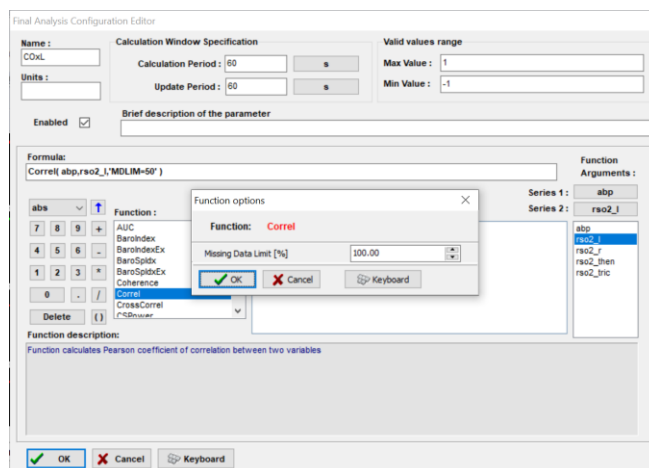 Final Analysis Configuration Editor
Name :
COxL
Units :
Enabled
Calculation Window Specification
Calculation Period : 60 s
Update Period : 60 s
Valid values range
Max Value : 1
Min Value : -1
Brief description of the parameter
Formula:
Correl( abp,rso2_l,'MDLIM=50' )
Function Arguments :
Series 1 : abp
Series 2 : rso2_l
abs
7 8 9 +
4 5 6 -
1 2 3 *
0 . /
Delete ( )
Function :
AUC
BaroIndex
BaroIndexEx
BaroSpIdx
BaroSpIdxEx
Coherence
Correl
CrossCorrel
CSPower
Function options
Function: Correl
Missing Data Limit [%] 100.00
OK Cancel Keyboard
abp
rso2_l
rso2_r
rso2_then
rso2_tric
Function description:
Function calculates Pearson coefficient of correlation between two variables
OK Cancel Keyboard